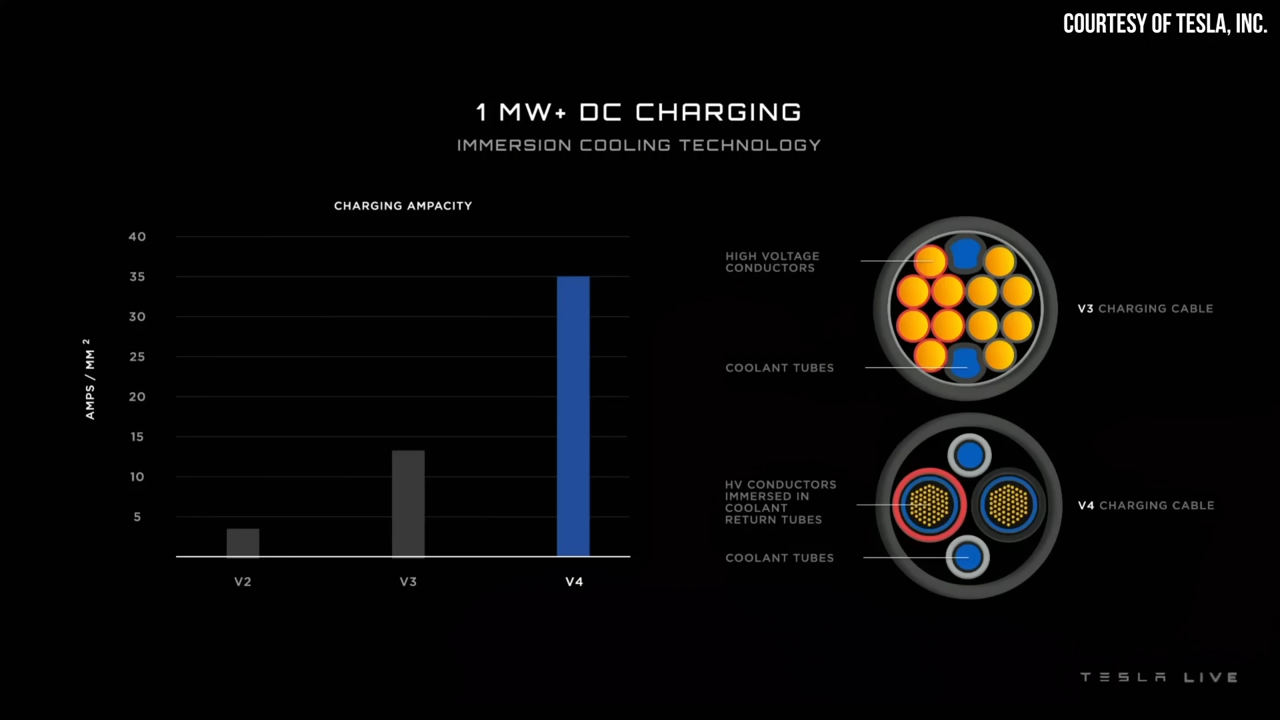 COURTESY OF TESLA, INC.
1 MW+ DC CHARGING
IMMERSION COOLING TECHNOLOGY
CHARGING AMPACITY
40
35
30
25
20
15
10
5
AMPS / MM²
V2
V3
V4
HIGH VOLTAGE
CONDUCTORS
COOLANT TUBES
V3 CHARGING CABLE
HV CONDUCTORS
IMMERSED IN
COOLANT
RETURN TUBES
COOLANT TUBES
V4 CHARGING CABLE
TESLA LIVE